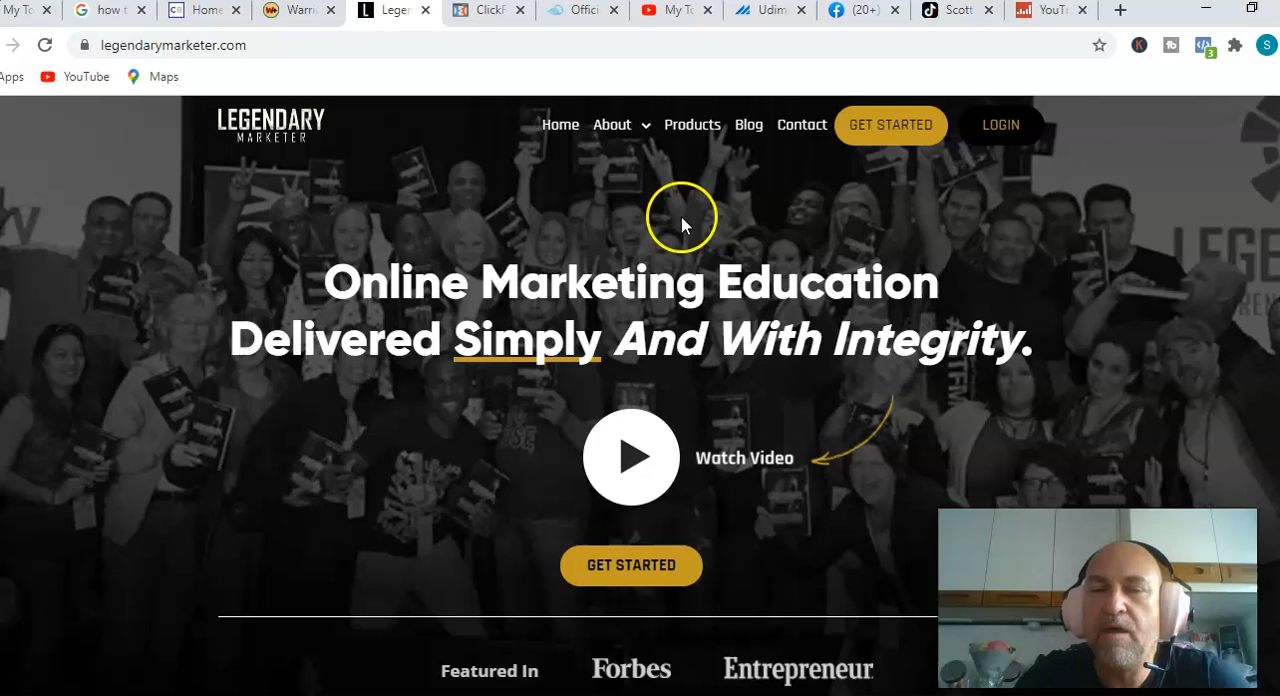 My To
how t
Home
Warri
Leger
ClickF
Offici
My To
Udim
(20+)
Scott
YouTu
legendarymarketer.com
3
S
Apps
YouTube
Maps
LEGENDARY
MARKETER
Home About Products Blog Contact GET STARTED LOGIN
Online Marketing Education
Delivered Simply And With Integrity.
Watch Video
GET STARTED
Featured In Forbes Entrepreneur